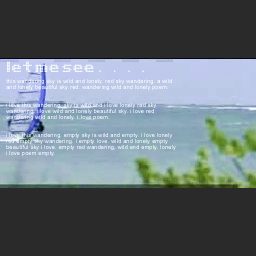 letmesee....
this wandering sky is wild and lonely. red sky wandering. a wild
and lonely beautiful sky red. wandering wild and lonely poem.
i love this wandering. sky is wild and i love lonely red sky
wandering. i love wild and lonely beautiful sky. i love red
wandering wild and lonely. i love poem.
i love this wandering. empty sky is wild and empty. i love lonely
red empty sky wandering. i empty love. wild and lonely empty
beautiful sky i love. empty red wandering, wild and empty. lonely
i love poem empty.